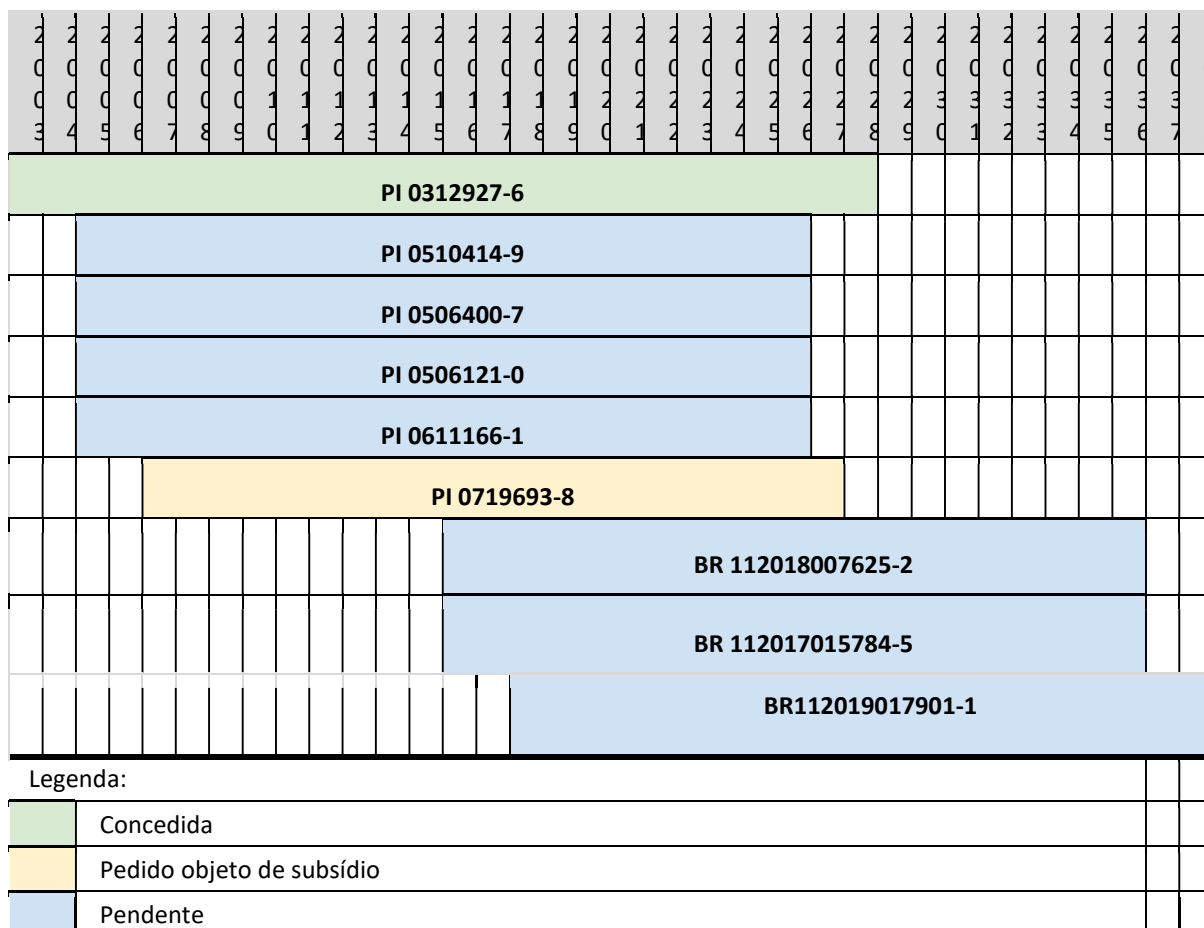 2003 2004 2005 2006 2007 2008 2009 2010 2011 2012 2013 2014 2015 2016 2017 2018 2019 2020 2021 2022 2023 2024 2025 2026 2027 2028 2029 2030 2031 2032 2033 2034 2035 2036 2037
PI 0312927-6
PI 0510414-9
PI 0506400-7
PI 0506121-0
PI 0611166-1
PI 0719693-8
BR 112018007625-2
BR 112017015784-5
BR112019017901-1
Legenda:
Concedida
Pedido objeto de subsídio
Pendente